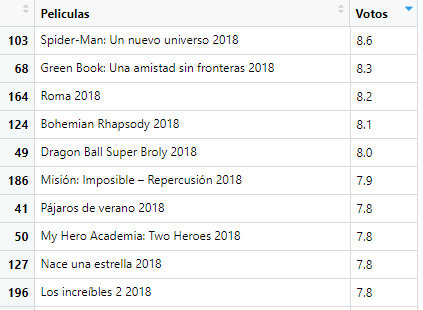 Peliculas Votos
103 Spider-Man: Un nuevo universo 2018 8.6
68 Green Book: Una amistad sin fronteras 2018 8.3
164 Roma 2018 8.2
124 Bohemian Rhapsody 2018 8.1
49 Dragon Ball Super Broly 2018 8.0
186 Misión: Imposible – Repercusión 2018 7.9
41 Pájaros de verano 2018 7.8
50 My Hero Academia: Two Heroes 2018 7.8
127 Nace una estrella 2018 7.8
196 Los increíbles 2 2018 7.8